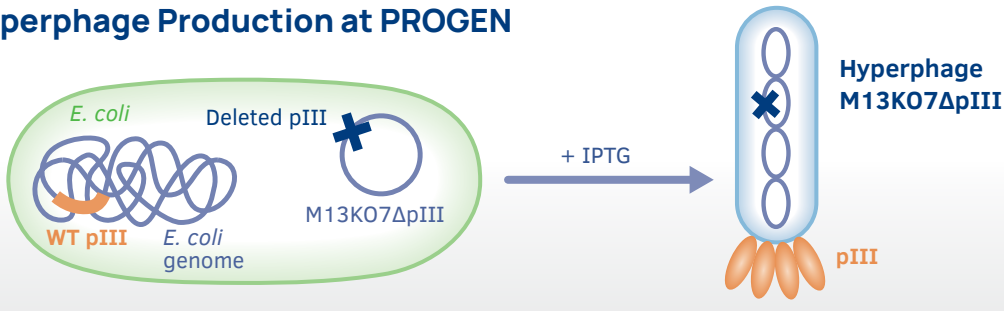 perphage Production at PROGEN
E. coli
Deleted pIII
M13KO7ΔpIII
WT pIII
E. coli
genome
+ IPTG
Hyperphage
M13KO7ΔpIII
pIII